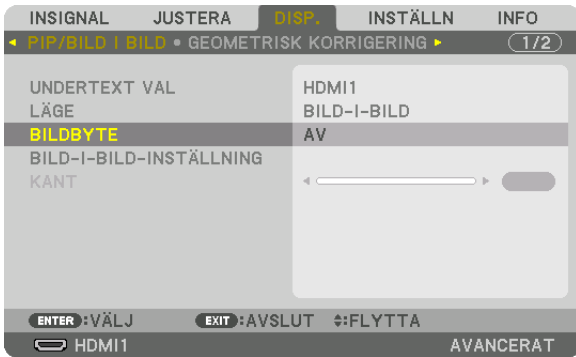 INSIGNAL JUSTERA DISP. INSTÄLLN INFO
PIP/BILD I BILD • GEOMETRISK KORRIGERING 1/2
UNDERTEXT VAL HDMI1
LÄGE BILD-I-BILD
BILDBYTE AV
BILD-I-BILD-INSTÄLLNING
KANT
ENTER:VÄLJ EXIT:AVSLUT :FLYTTA
HDMI1 AVANCERAT